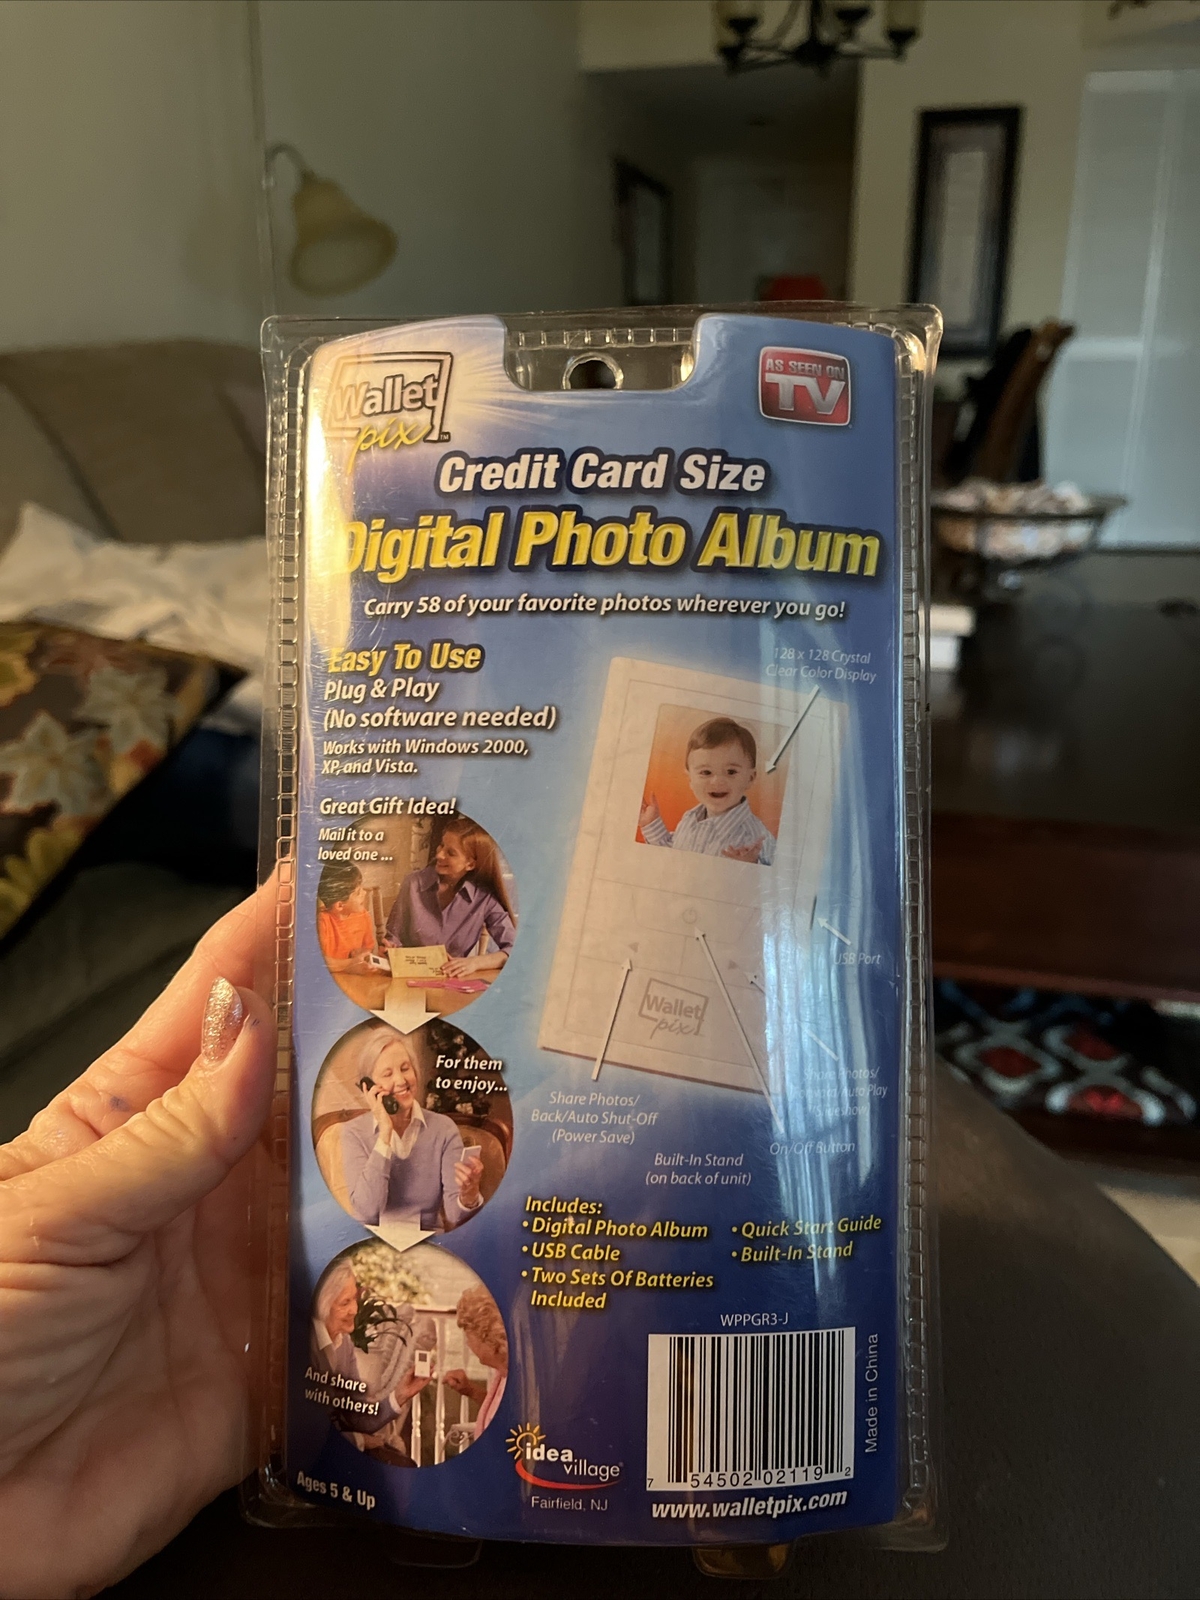 Wallet
pix™
AS SEEN ON
TV
Credit Card Size
Digital Photo Album
Carry 58 of your favorite photos wherever you go!
Easy To Use
Plug & Play
(No software needed)
Works with Windows 2000,
XP, and Vista.
Great Gift Idea!
Mail it to a
loved one ...
For them
to enjoy...
And share
with others!
Ages 5 & Up
128 x 128 Crystal
Clear Color Display
USB Port
Wallet
pix
Share Photos/
Back/Auto Shut-Off
(Power Save)
Share Photos/
Auto Play
Slideshow
On/Off Button
Built-In Stand
(on back of unit)
Includes:
• Digital Photo Album
• USB Cable
• Two Sets Of Batteries
Included
• Quick Start Guide
• Built-In Stand
WPPGR3-J
7 54502 02119 2
Made in China
www.walletpix.com
idea
village
Fairfield, NJ